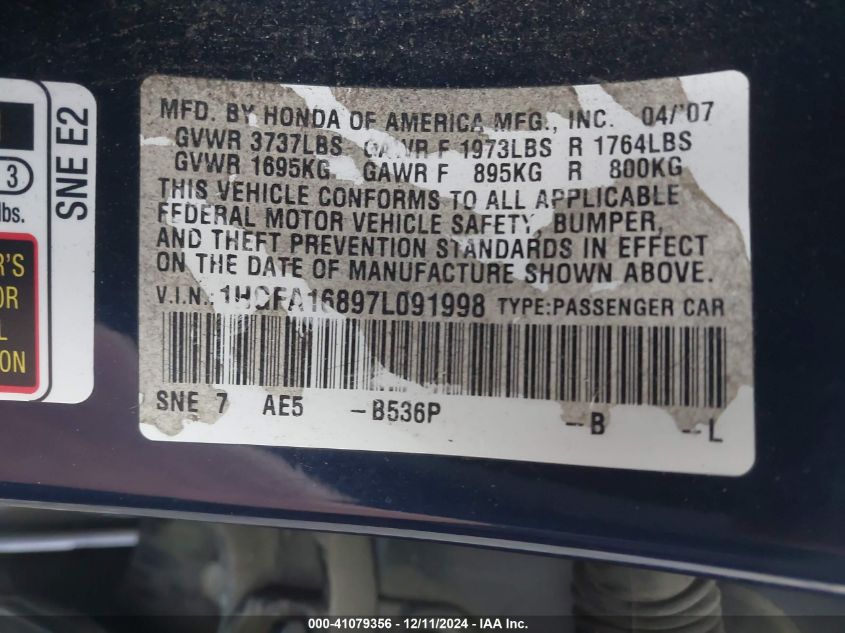 SNE E2
3
lbs.
R'S
OR
L
ON
MFD. BY HONDA OF AMERICA MFG., INC. 04/'07
GVWR 3737LBS GAWR F 1973LBS R 1764LBS
GVWR 1695KG GAWR F 895KG R 800KG
THIS VEHICLE CONFORMS TO ALL APPLICABLE
FEDERAL MOTOR VEHICLE SAFETY, BUMPER,
AND THEFT PREVENTION STANDARDS IN EFFECT
ON THE DATE OF MANUFACTURE SHOWN ABOVE.
V.I.N.: 1HGFA16897L091998 TYPE:PASSENGER CAR
SNE 7 AE5 -B536P -B --L
000-41079356 - 12/11/2024 - IAA Inc.